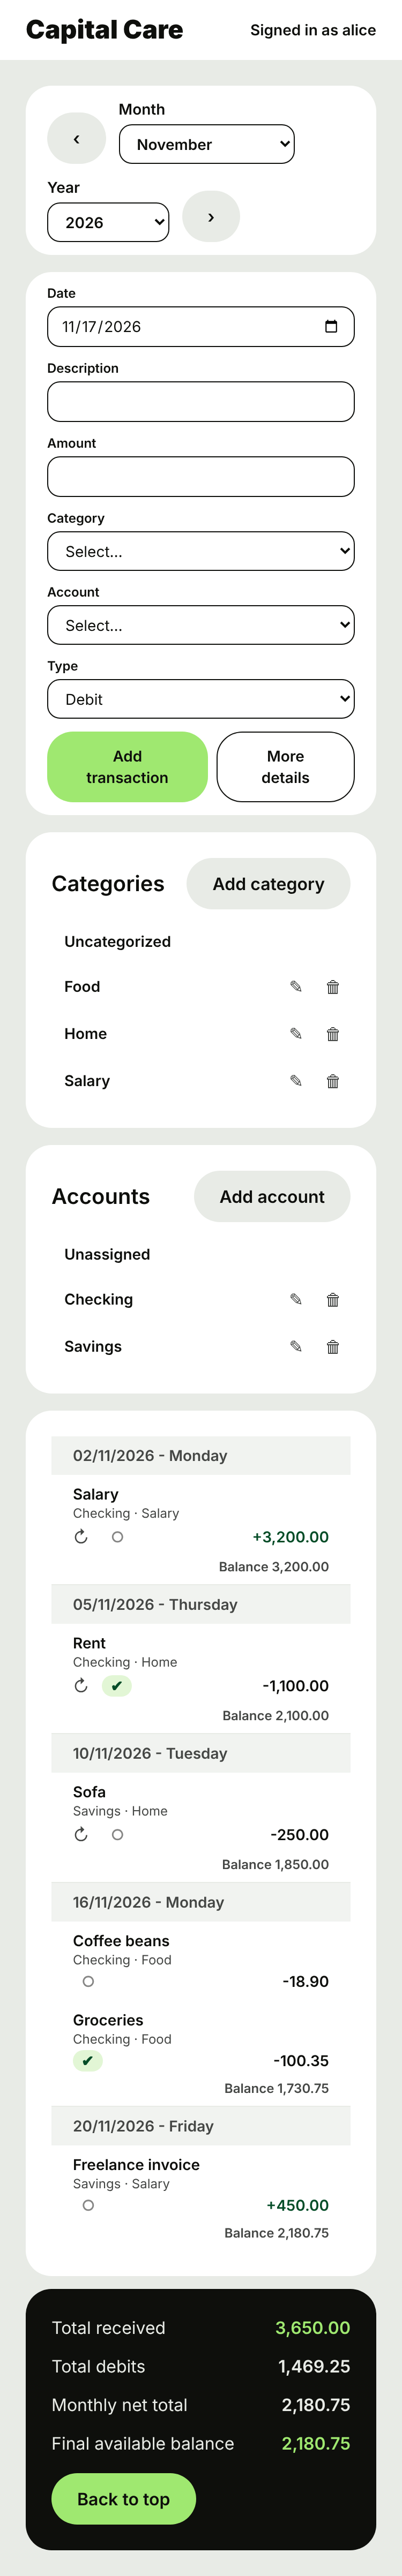 Capital Care
Signed in as alice
Month
‹
November
Year
2026
›
Date
11/17/2026
Description
Amount
Category
Select...
Account
Select...
Type
Debit
Add
transaction
More
details
Categories
Add category
Uncategorized
Food
Home
Salary
Accounts
Add account
Unassigned
Checking
Savings
02/11/2026 - Monday
Salary
Checking · Salary
+3,200.00
Balance 3,200.00
05/11/2026 - Thursday
Rent
Checking · Home
-1,100.00
Balance 2,100.00
10/11/2026 - Tuesday
Sofa
Savings · Home
-250.00
Balance 1,850.00
16/11/2026 - Monday
Coffee beans
Checking · Food
-18.90
Groceries
Checking · Food
-100.35
Balance 1,730.75
20/11/2026 - Friday
Freelance invoice
Savings · Salary
+450.00
Balance 2,180.75
Total received 3,650.00
Total debits 1,469.25
Monthly net total 2,180.75
Final available balance 2,180.75
Back to top